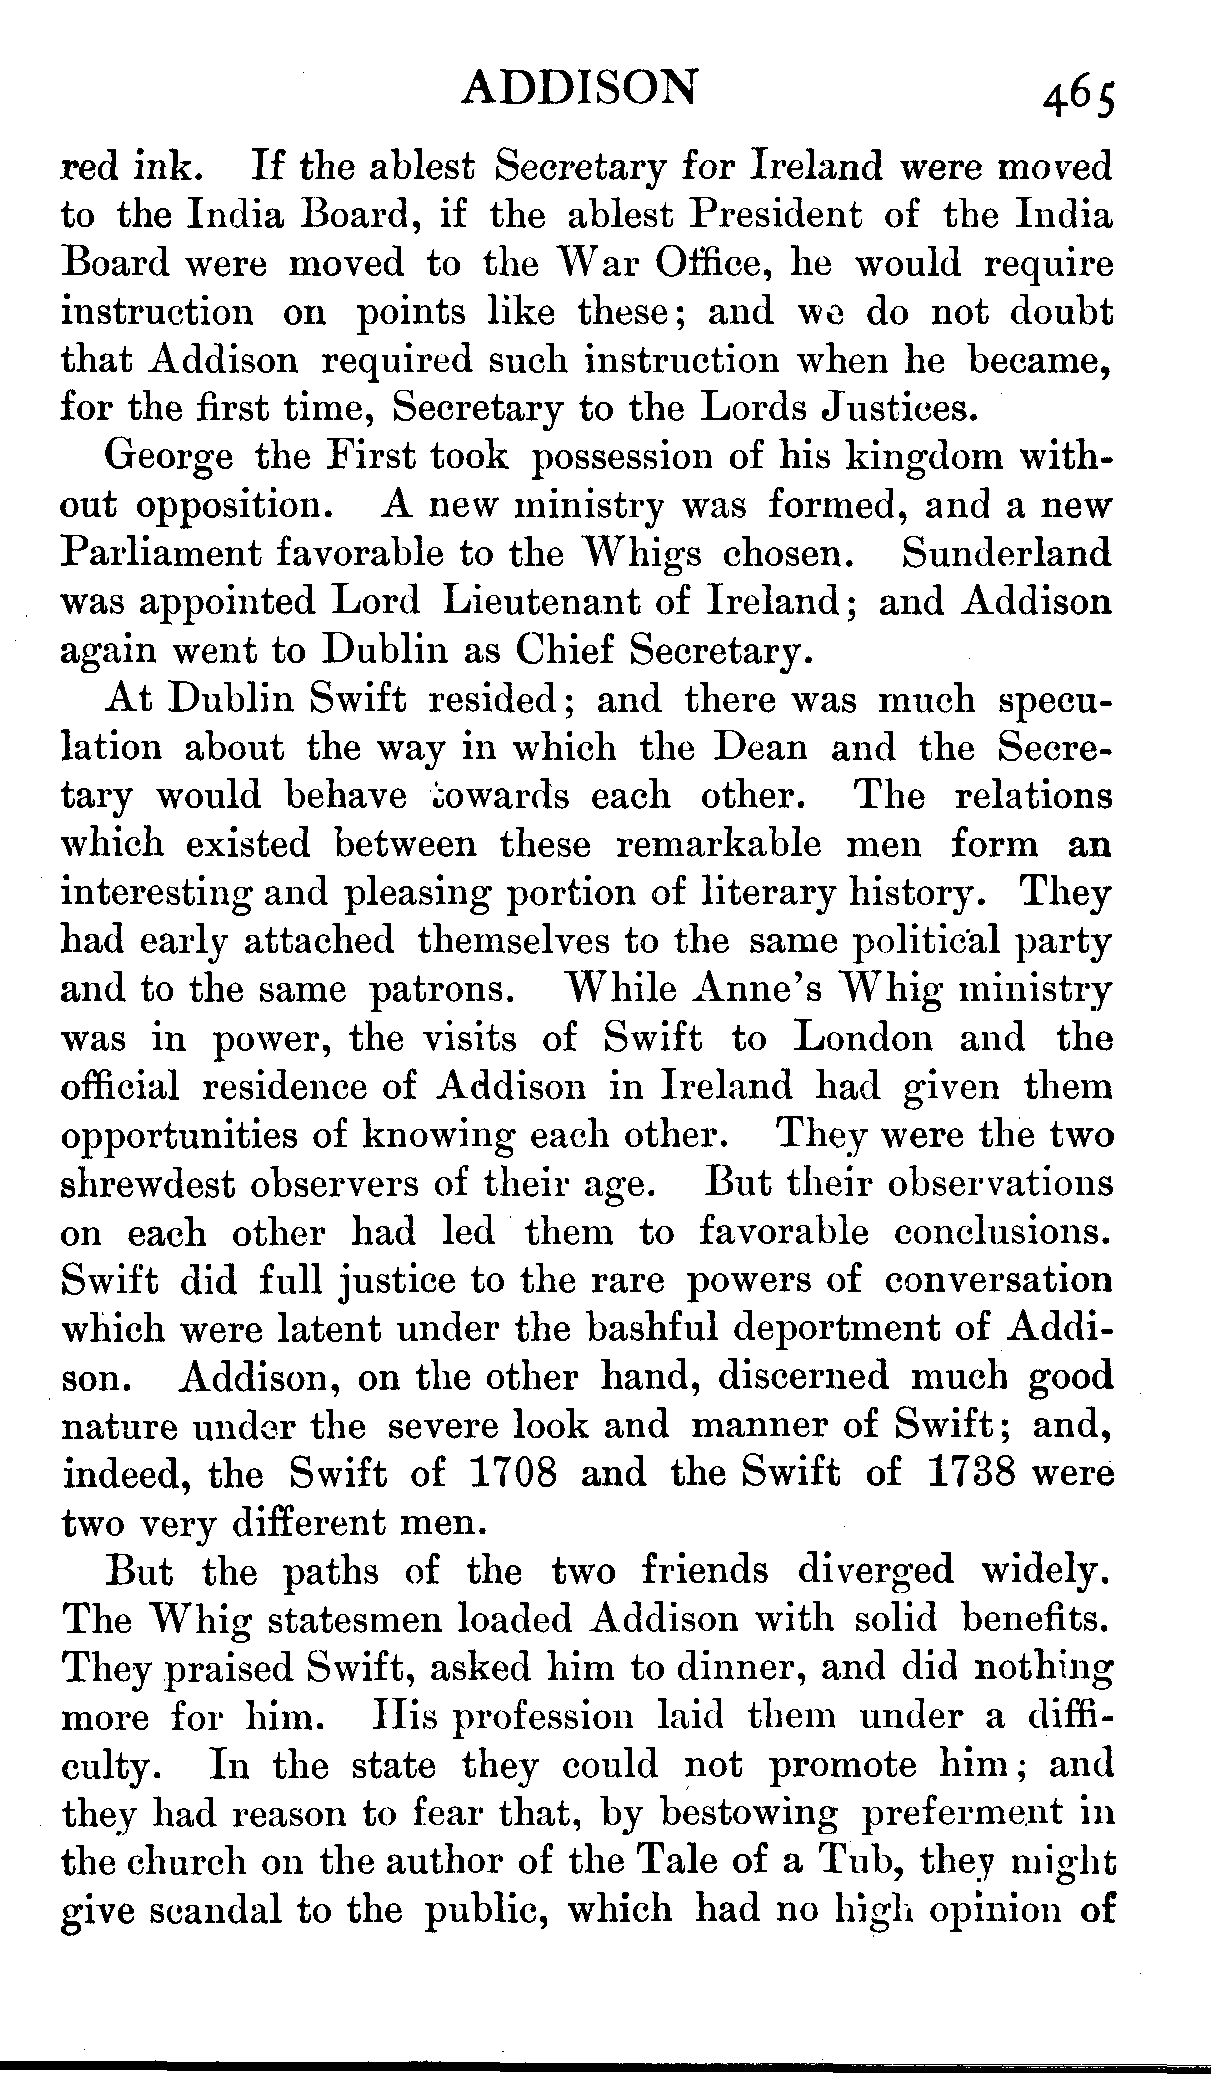 ADDISON 465
red ink. If the ablest Secretary for Ireland were moved
to the India Board, if the ablest President of the India
Board were moved to the War Office, he would require
instruction on points like these; and we do not doubt
that Addison required such instruction when he became,
for the first time, Secretary to the Lords Justices.
George the First took possession of his kingdom with-
out opposition. A new ministry was formed, and a new
Parliament favorable to the Whigs chosen. Sunderland
was appointed Lord Lieutenant of Ireland; and Addison
again went to Dublin as Chief Secretary.
At Dublin Swift resided; and there was much specu-
lation about the way in which the Dean and the Secre-
tary would behave towards each other. The relations
which existed between these remarkable men form an
interesting and pleasing portion of literary history. They
had early attached themselves to the same political party
and to the same patrons. While Anne's Whig ministry
was in power, the visits of Swift to London and the
official residence of Addison in Ireland had given them
opportunities of knowing each other. They were the two
shrewdest observers of their age. But their observations
on each other had led them to favorable conclusions.
Swift did full justice to the rare powers of conversation
which were latent under the bashful deportment of Addi-
son. Addison, on the other hand, discerned much good
nature under the severe look and manner of Swift; and,
indeed, the Swift of 1708 and the Swift of 1738 were
two very different men.
But the paths of the two friends diverged widely.
The Whig statesmen loaded Addison with solid benefits.
They praised Swift, asked him to dinner, and did nothing
more for him. His profession laid them under a diffi-
culty. In the state they could not promote him; and
they had reason to fear that, by bestowing preferment in
the church on the author of the Tale of a Tub, they might
give scandal to the public, which had no high opinion of